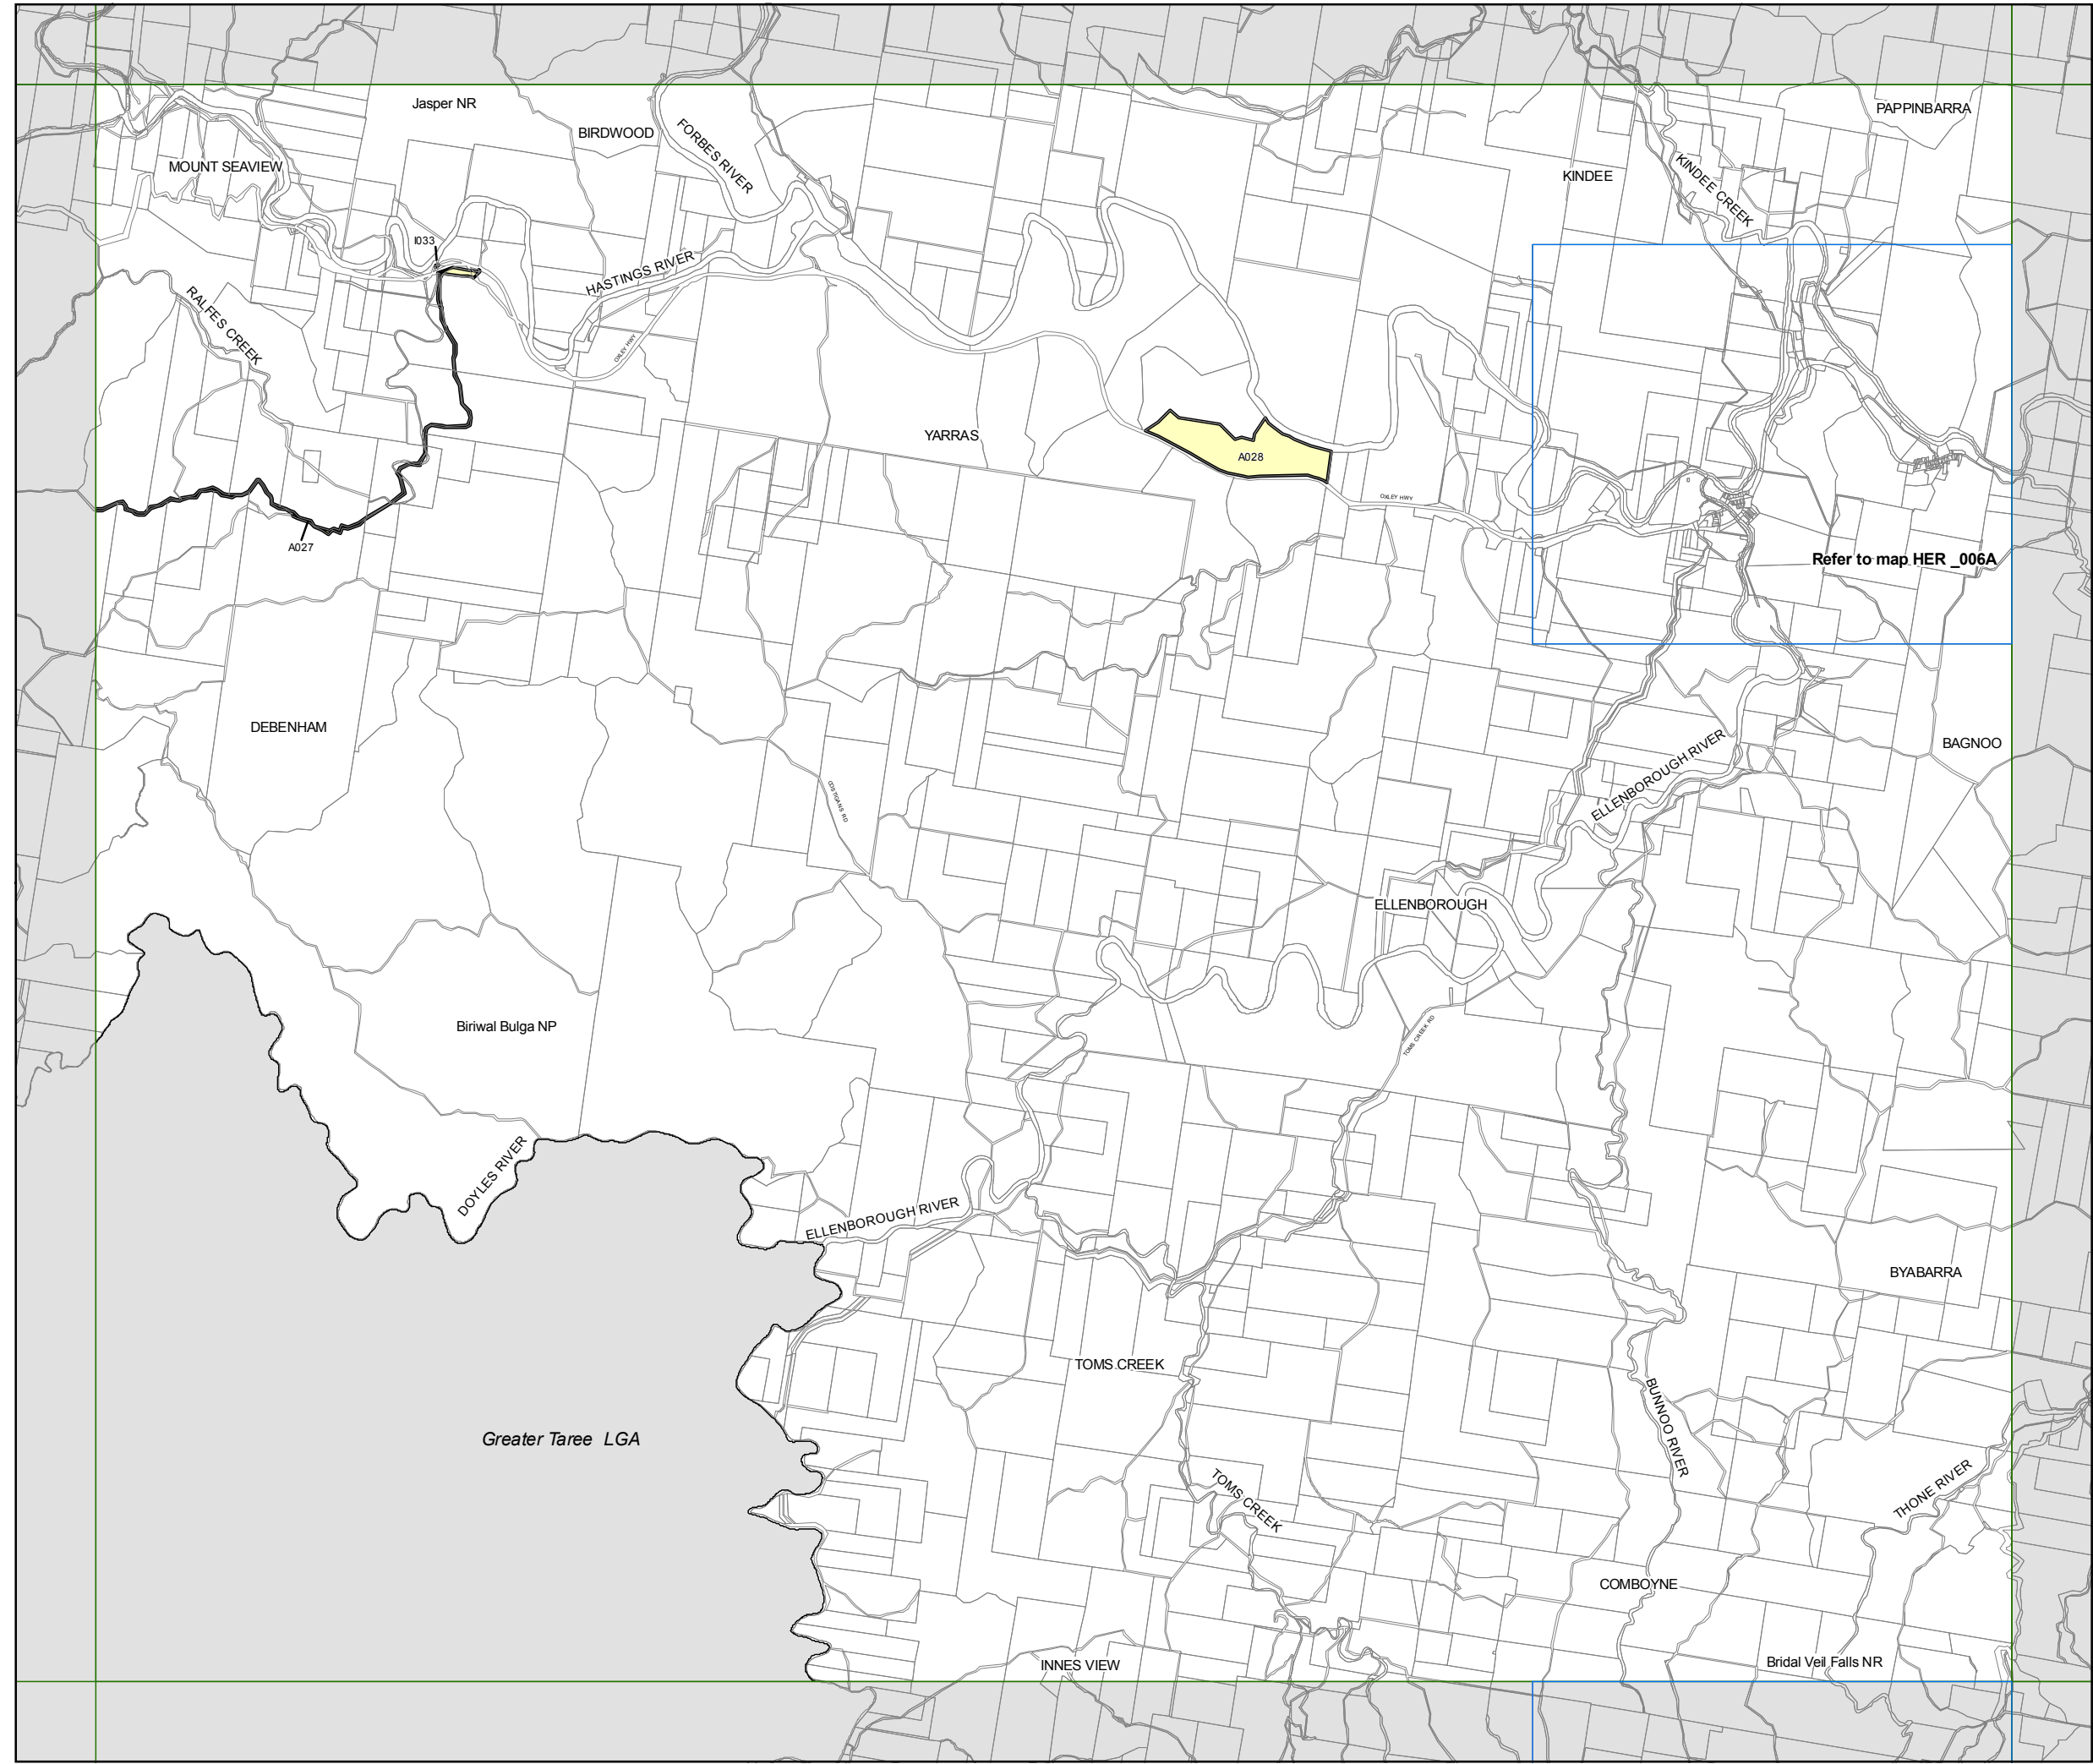 Jasper NR
PAPPINBARRA
BIRDWOOD
FORBES RIVER
MOUNT SEAVIEW
KINDEE
KINDEE CREEK
I033
HASTINGS RIVER
RALFES CREEK
OXLEY HWY
YARRAS
A028
OXLEY HWY
A027
Refer to map HER _006A
DEBENHAM
BAGNOO
ELLENBOROUGH RIVER
COSTIGANS RD
ELLENBOROUGH
Biriwal Bulga NP
TOMS CREEK RD
DOYLES RIVER
ELLENBOROUGH RIVER
BYABARRA
TOMS CREEK
BUNNOO RIVER
Greater Taree LGA
TOMS CREEK
THONE RIVER
COMBOYNE
INNES VIEW
Bridal Veil Falls NR